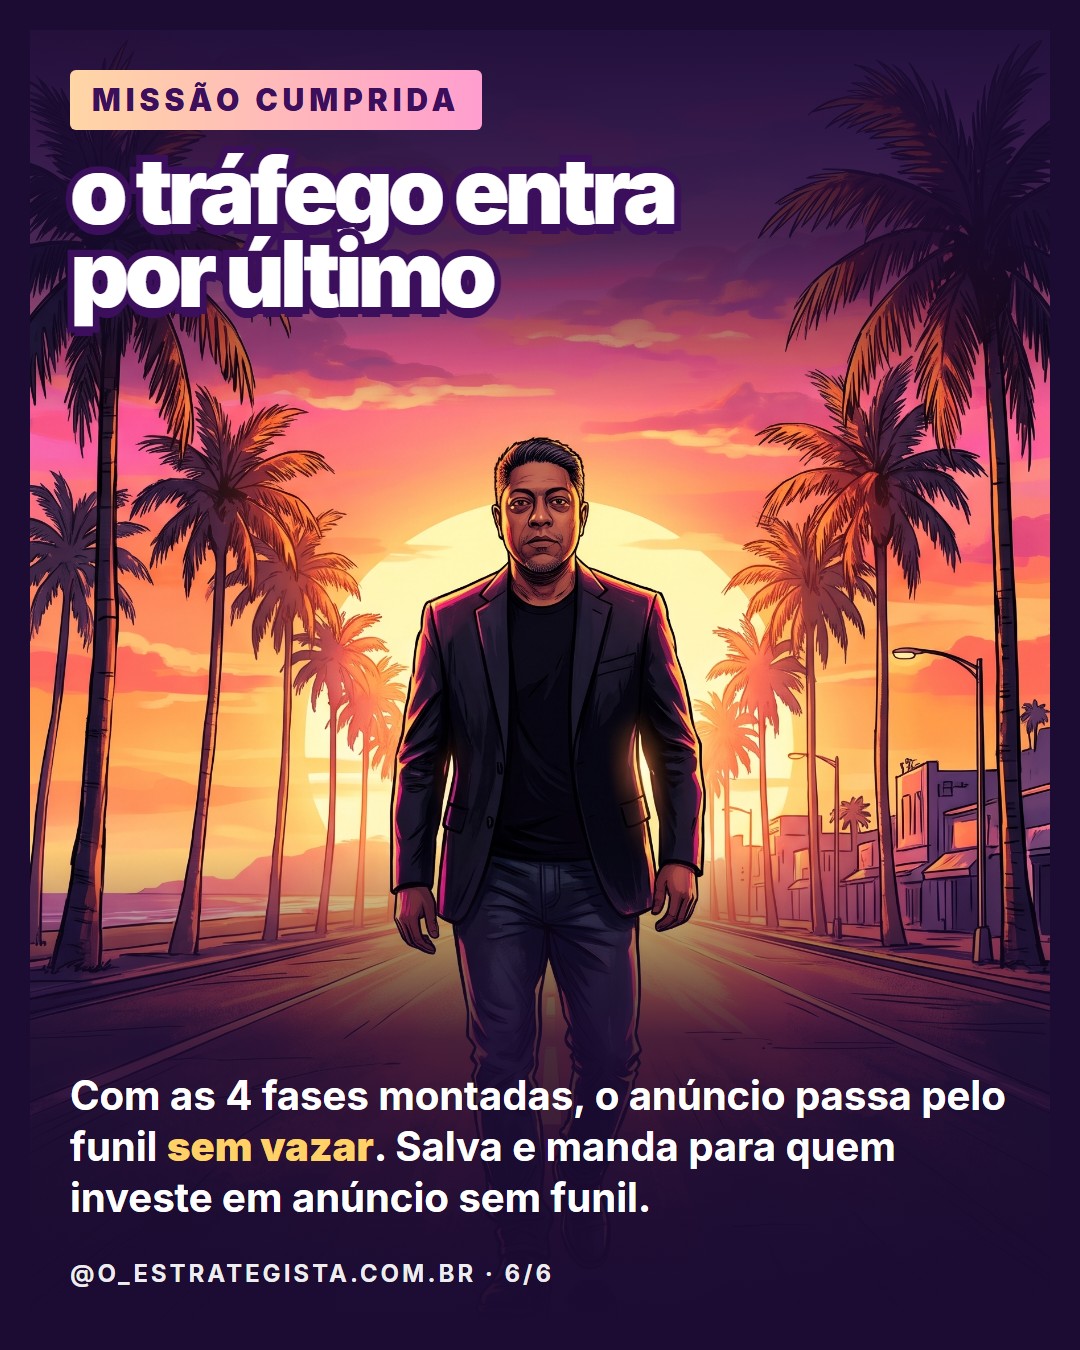 MISSÃO CUMPRIDA
o tráfego entra
por último
Com as 4 fases montadas, o anúncio passa pelo
funil sem vazar. Salva e manda para quem
investe em anúncio sem funil.
@O_ESTRATEGISTA.COM.BR · 6/6